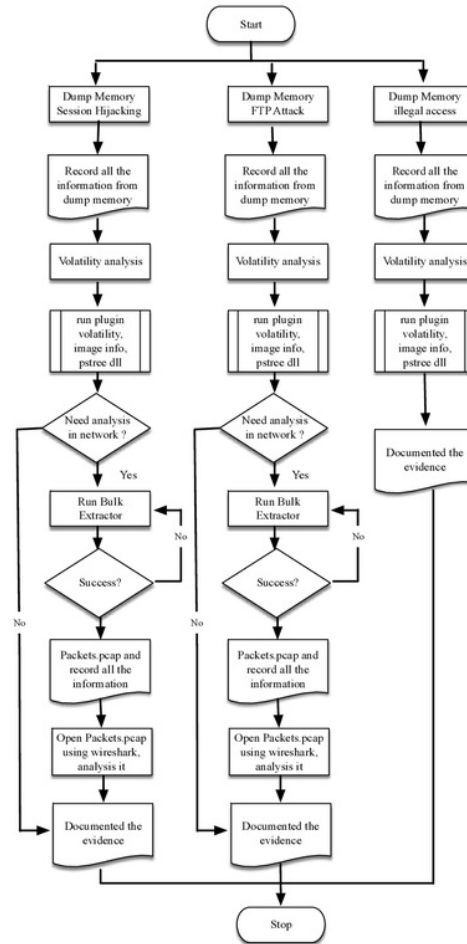 Start
Dump Memory
Session Hijacking
Dump Memory
FTP Attack
Dump Memory
illegal access
Record all the
information from
dump memory
Record all the
information from
dump memory
Record all the
information from
dump memory
Volatility analysis
Volatility analysis
Volatility analysis
run plugin
volatility,
image info,
pstree dll
run plugin
volatility,
image info,
pstree dll
run plugin
volatility,
image info,
pstree dll
Need analysis
in network ?
Need analysis
in network ?
Documented the
evidence
Yes
Yes
Run Bulk
Extractor
Run Bulk
Extractor
No
No
Success?
Success?
No
No
Packets.pcap and
record all the
information
Packets.pcap and
record all the
information
Open Packets.pcap
using wireshark,
analysis it
Open Packets.pcap
using wireshark,
analysis it
Documented the
evidence
Documented the
evidence
Stop